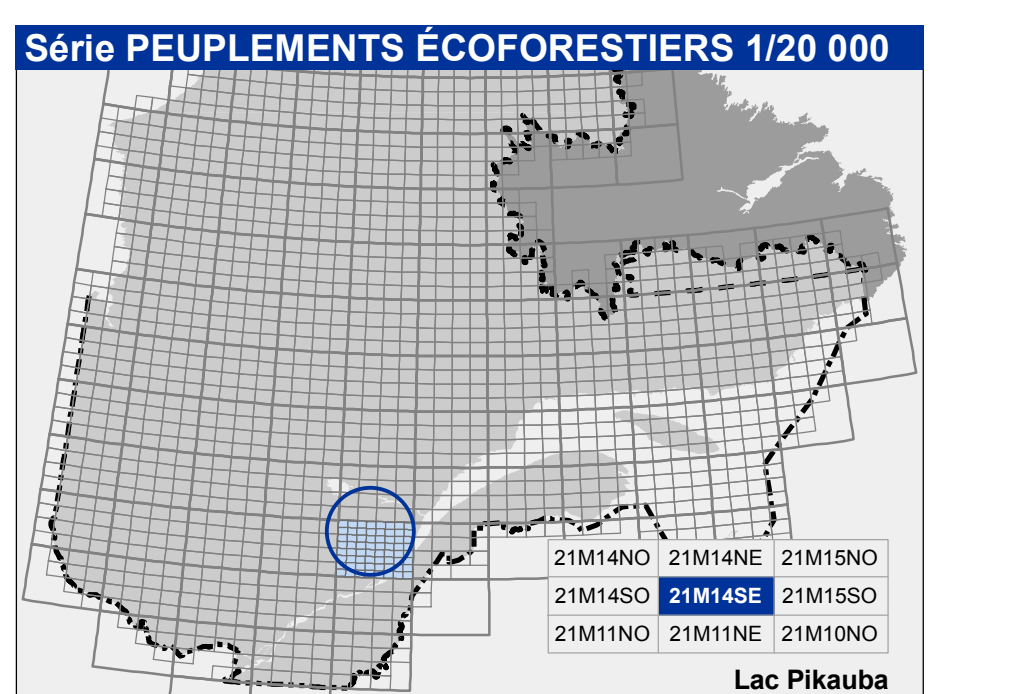 Série PEUPLEMENTS ÉCOFORESTIERS 1/20 000
21M14NO 21M14NE 21M15NO
21M14SO 21M14SE 21M15SO
21M11NO 21M11NE 21M10NO
Lac Pikauba